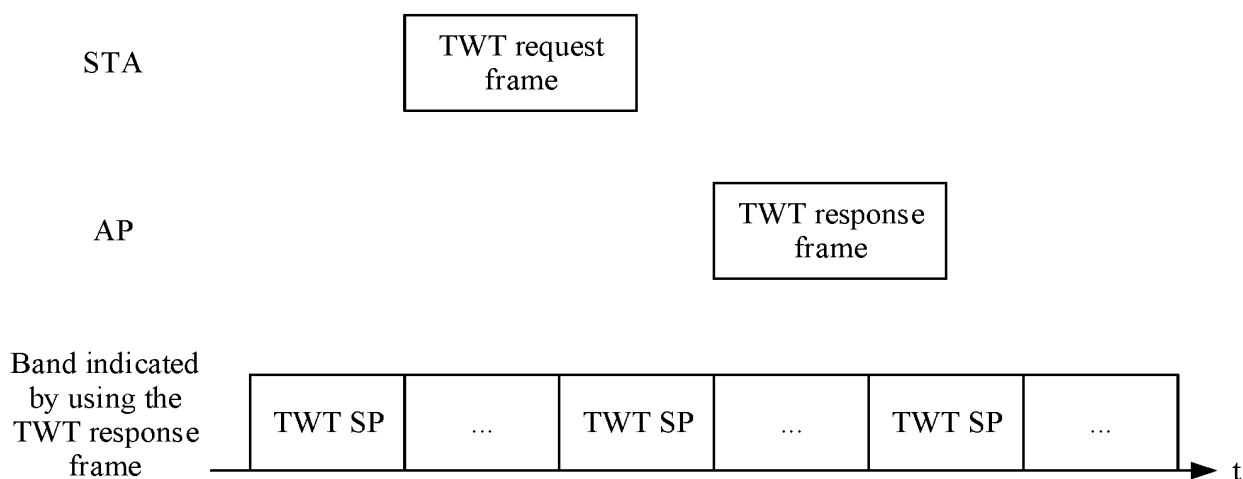 STA
TWT request
frame
AP
TWT response
frame
Band indicated
by using the
TWT response
frame
TWT SP
...
TWT SP
...
TWT SP
...
t